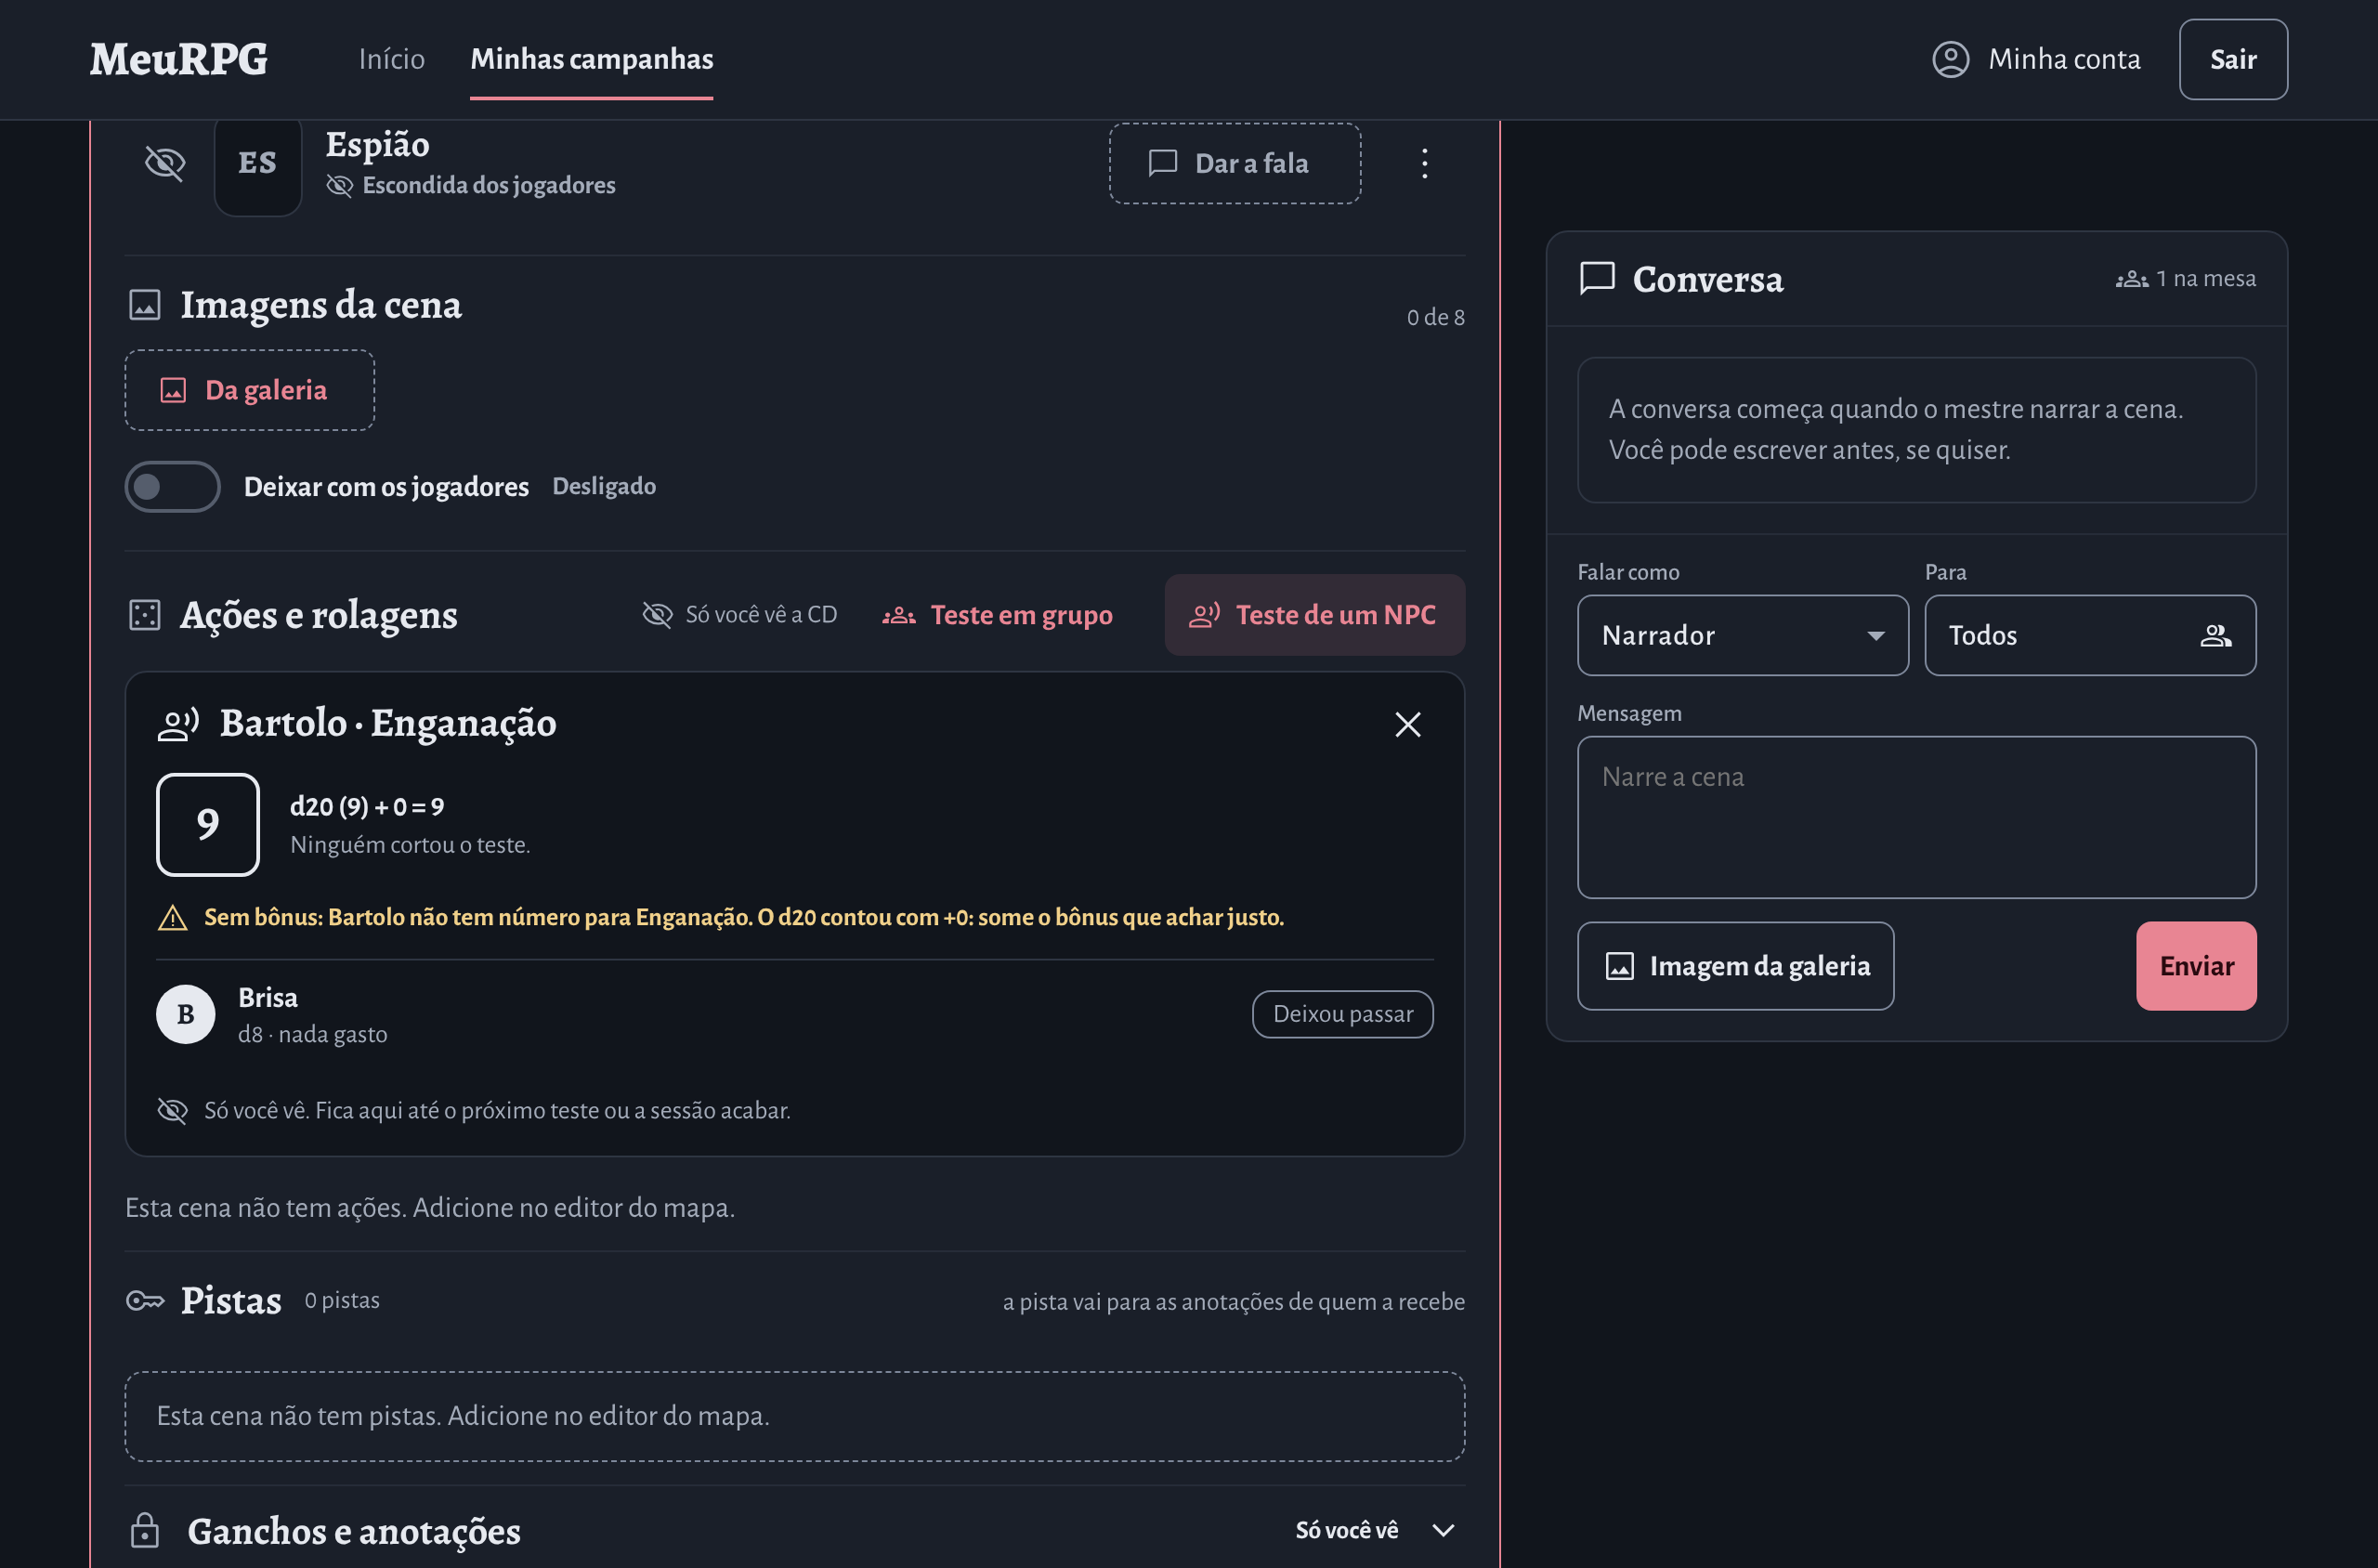 MeuRPG
Início
Minhas campanhas
Minha conta
Sair
ES
Espião
Escondida dos jogadores
Dar a fala
Imagens da cena
0 de 8
Da galeria
Deixar com os jogadores
Desligado
Ações e rolagens
Só você vê a CD
Teste em grupo
Teste de um NPC
Bartolo · Enganação
9
d20 (9) + 0 = 9
Ninguém cortou o teste.
Sem bônus: Bartolo não tem número para Enganação. O d20 contou com +0: some o bônus que achar justo.
B
Brisa
d8 · nada gasto
Deixou passar
Só você vê. Fica aqui até o próximo teste ou a sessão acabar.
Esta cena não tem ações. Adicione no editor do mapa.
Pistas
0 pistas
a pista vai para as anotações de quem a recebe
Esta cena não tem pistas. Adicione no editor do mapa.
Ganchos e anotações
Só você vê
Conversa
1 na mesa
A conversa começa quando o mestre narrar a cena.
Você pode escrever antes, se quiser.
Falar como
Para
Narrador
Todos
Mensagem
Narre a cena
Imagem da galeria
Enviar